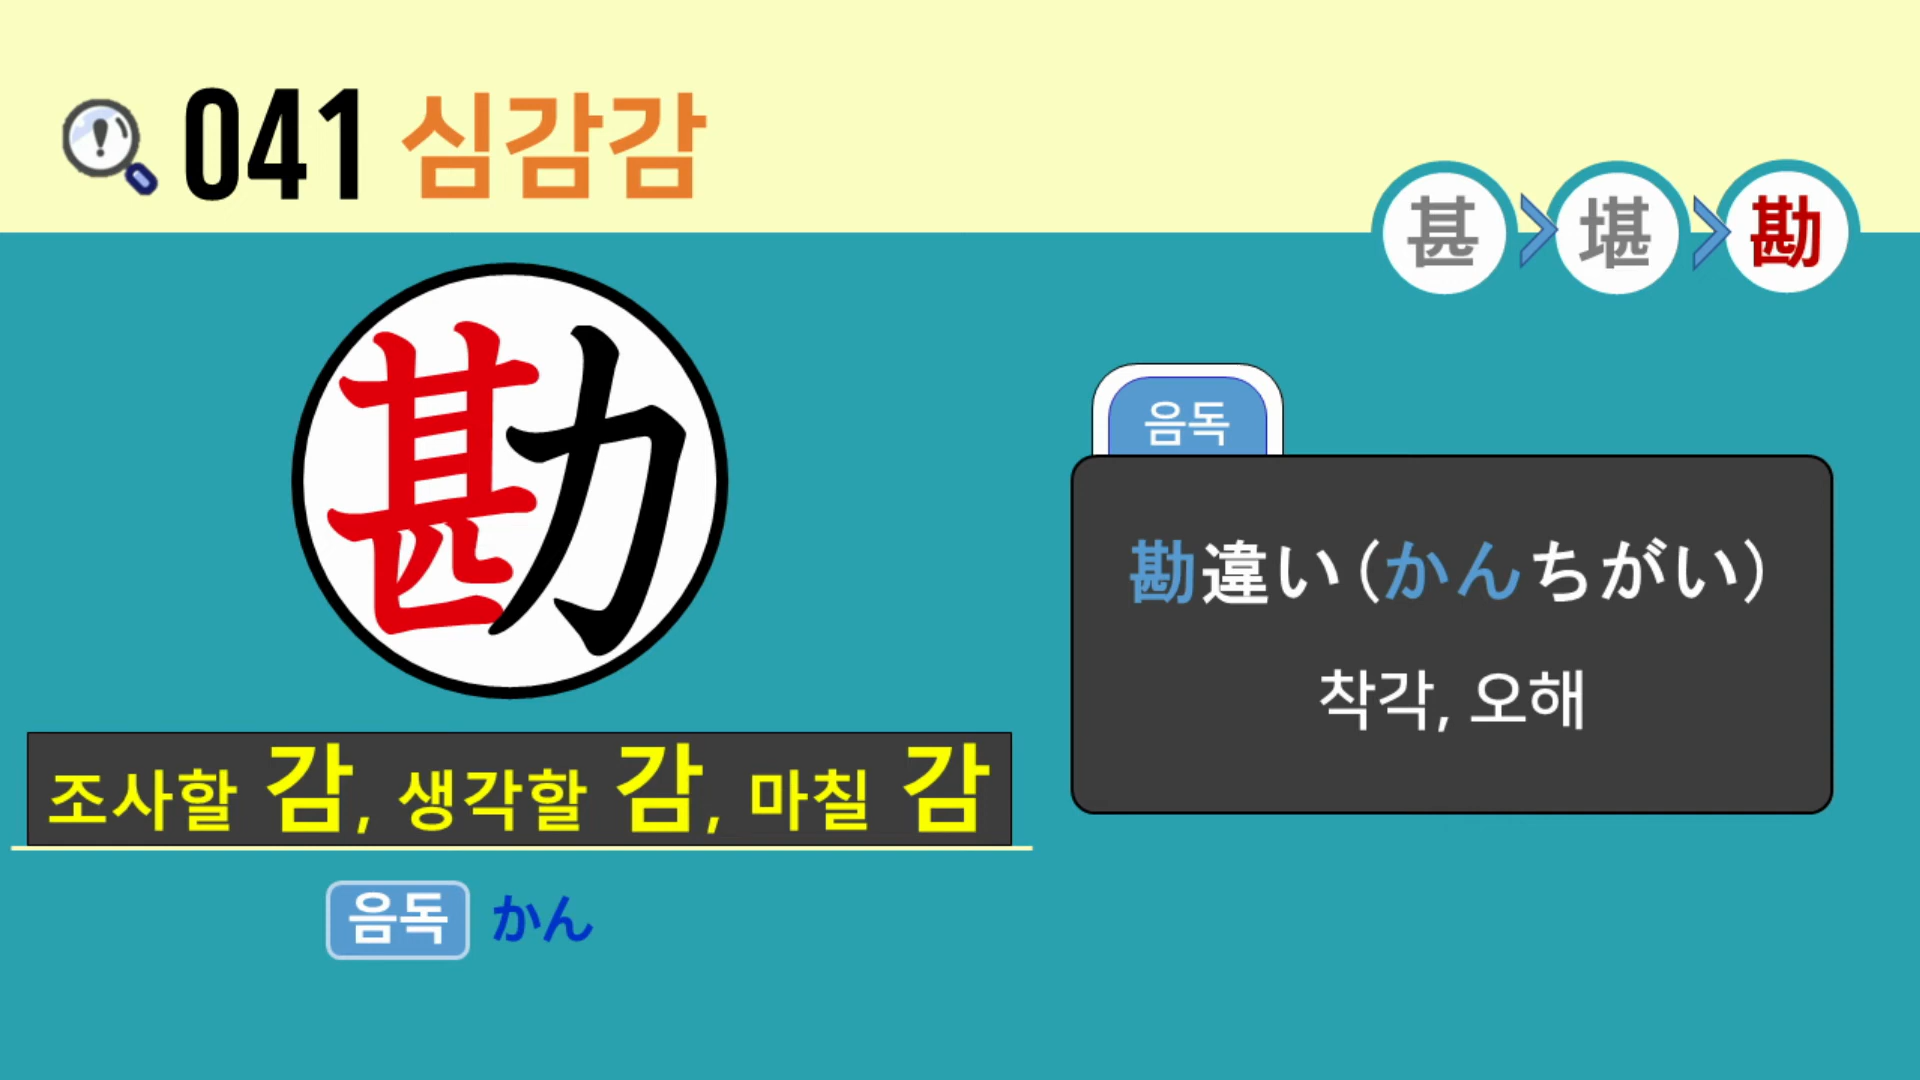 041 심감감
甚 堪 勘
勘
조사할 감, 생각할 감, 마칠 감
음독 かん
음독
勘違い(かんちがい)
착각, 오해